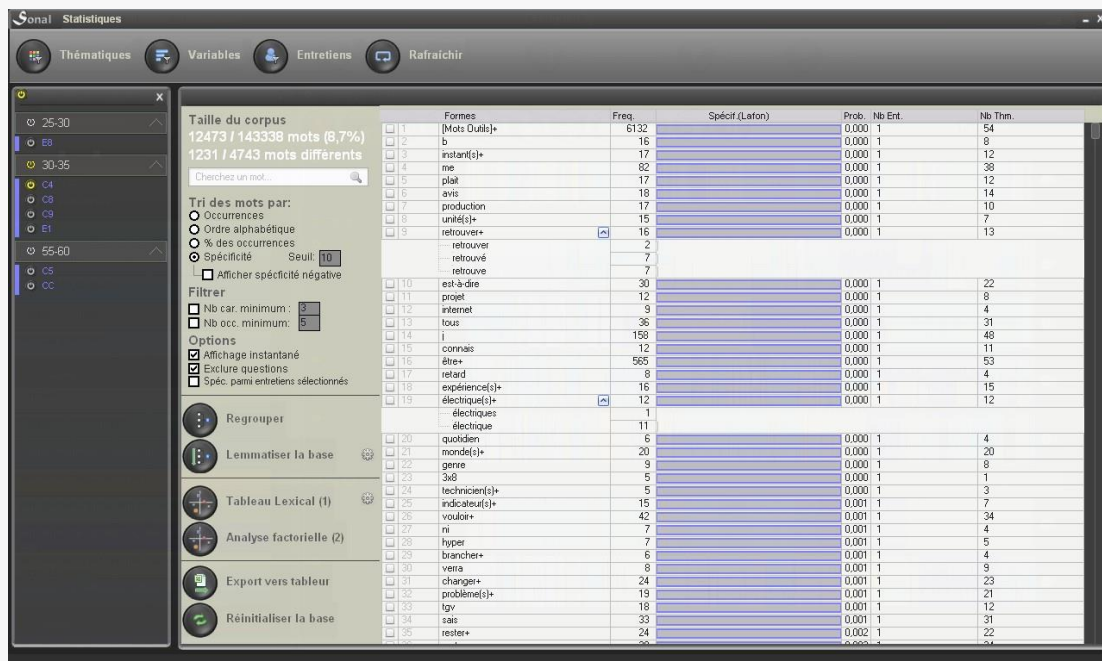 Sonal Statistiques
Thématiques Variables Entretiens Rafraîchir
25-30
E8
30-35
C4
C8
C9
E1
55-60
C5
CC
Taille du corpus
12473 / 143338 mots (8,7%)
1231 / 4743 mots différents
Cherchez un mot...
Tri des mots par:
Occurrences
Ordre alphabétique
% des occurrences
Spécificité Seuil: 10
Afficher spécficité négative
Filtrer
Nb car. minimum : 3
Nb occ. minimum: 5
Options
Affichage instantané
Exclure questions
Spéc. parmi entretiens sélectionnés
Regrouper
Lemmatiser la base
Tableau Lexical (1)
Analyse factorielle (2)
Export vers tableur
Réinitialiser la base
Formes Freq. Spécif.(Lafon) Prob. Nb Ent. Nb Thm.
1 [Mots Outils]+ 6132 0,000 1 54
2 b 16 0,000 1 8
3 instant(s)+ 17 0,000 1 12
4 me 82 0,000 1 38
5 plait 17 0,000 1 12
6 avis 18 0,000 1 14
7 production 17 0,000 1 10
8 unité(s)+ 15 0,000 1 7
9 retrouver+ 16 0,000 1 13
retrouver 2
retrouvé 7
retrouve 7
10 est-à-dire 30 0,000 1 22
11 projet 12 0,000 1 8
12 internet 9 0,000 1 4
13 tous 36 0,000 1 31
14 j 158 0,000 1 48
15 connais 12 0,000 1 11
16 être+ 565 0,000 1 53
17 retard 8 0,000 1 4
18 expérience(s)+ 16 0,000 1 15
19 électrique(s)+ 12 0,000 1 12
électriques 1
électrique 11
20 quotidien 6 0,000 1 4
21 monde(s)+ 20 0,000 1 20
22 genre 9 0,000 1 8
23 3x8 5 0,000 1 1
24 technicien(s)+ 5 0,000 1 3
25 indicateur(s)+ 15 0,001 1 7
26 vouloir+ 42 0,001 1 34
27 ni 7 0,001 1 4
28 hyper 7 0,001 1 5
29 brancher+ 6 0,001 1 4
30 verra 8 0,001 1 9
31 changer+ 24 0,001 1 23
32 problème(s)+ 19 0,001 1 21
33 tgv 18 0,001 1 12
34 sais 33 0,001 1 31
35 rester+ 24 0,002 1 22